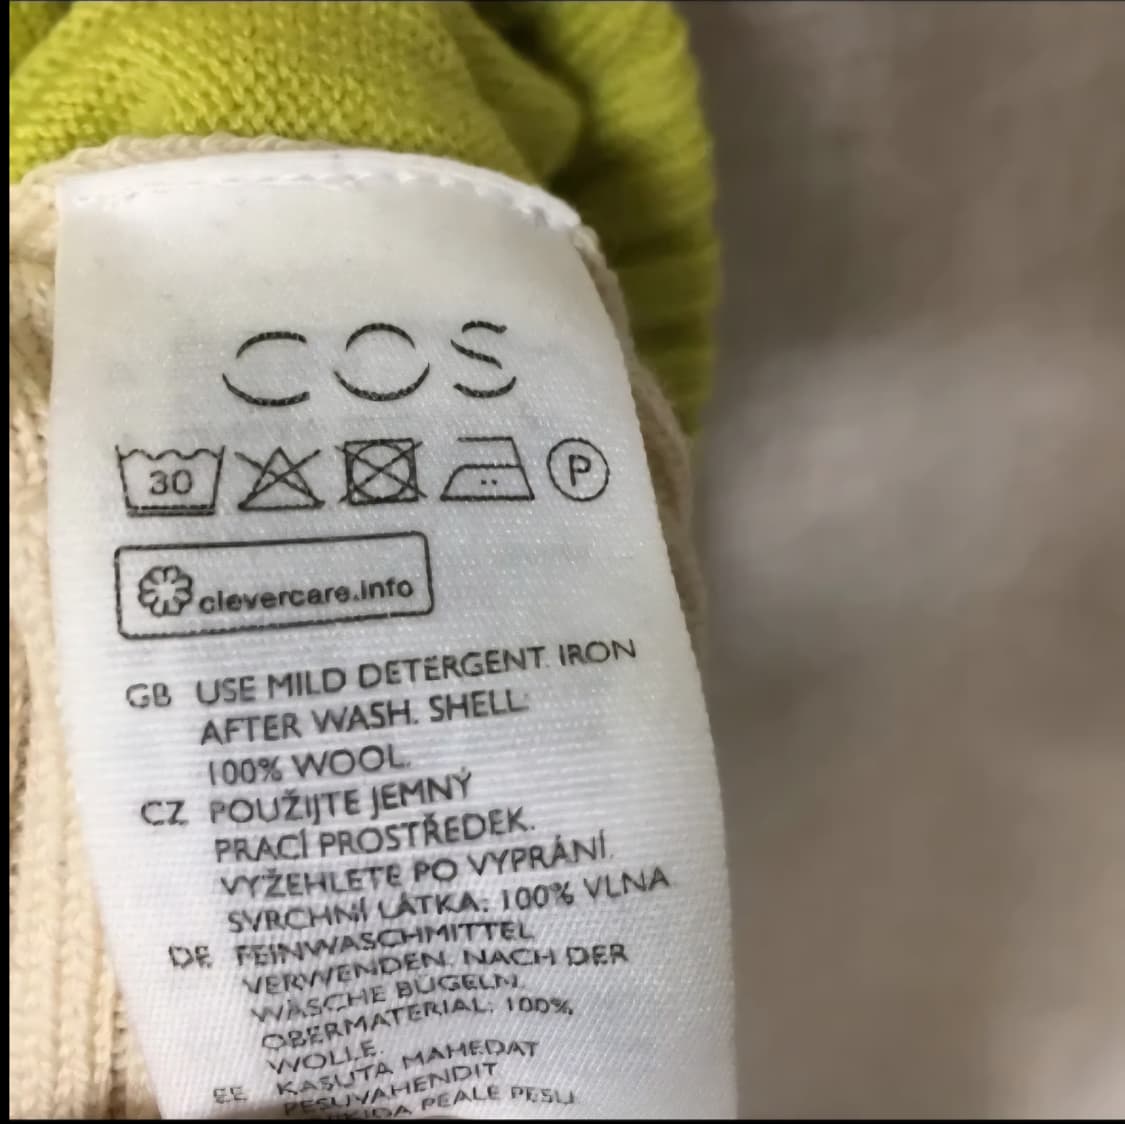 COS
30 P
clevercare.info
GB USE MILD DETERGENT. IRON
AFTER WASH. SHELL:
100% WOOL.
CZ POUŽIJTE JEMNÝ
PRACÍ PROSTŘEDEK.
VYŽEHLETE PO VYPRÁNÍ.
SVRCHNÍ LÁTKA: 100% VLNA
DE FEINWASCHMITTEL
VERWENDEN. NACH DER
WÄSCHE BÜGELN.
OBERMATERIAL: 100%
WOLLE.
EE KASUTA MAHEDAT
PESUVAHENDIT
PEALE PESU